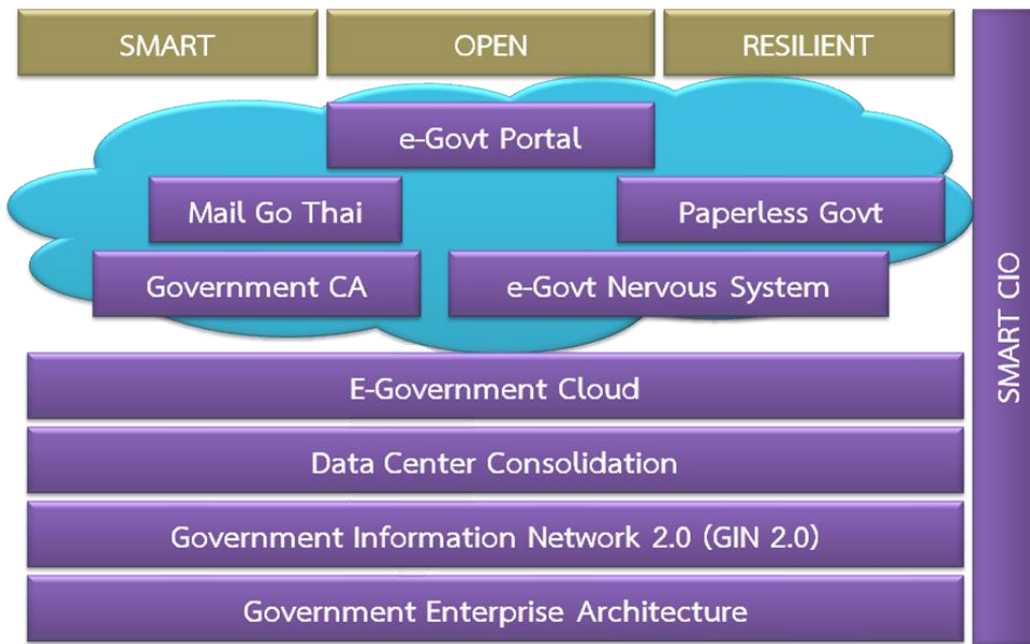 SMART
OPEN
RESILIENT
e-Govt Portal
Mail Go Thai
Paperless Govt
Government CA
e-Govt Nervous System
E-Government Cloud
Data Center Consolidation
Government Information Network 2.0 (GIN 2.0)
Government Enterprise Architecture
SMART CIO